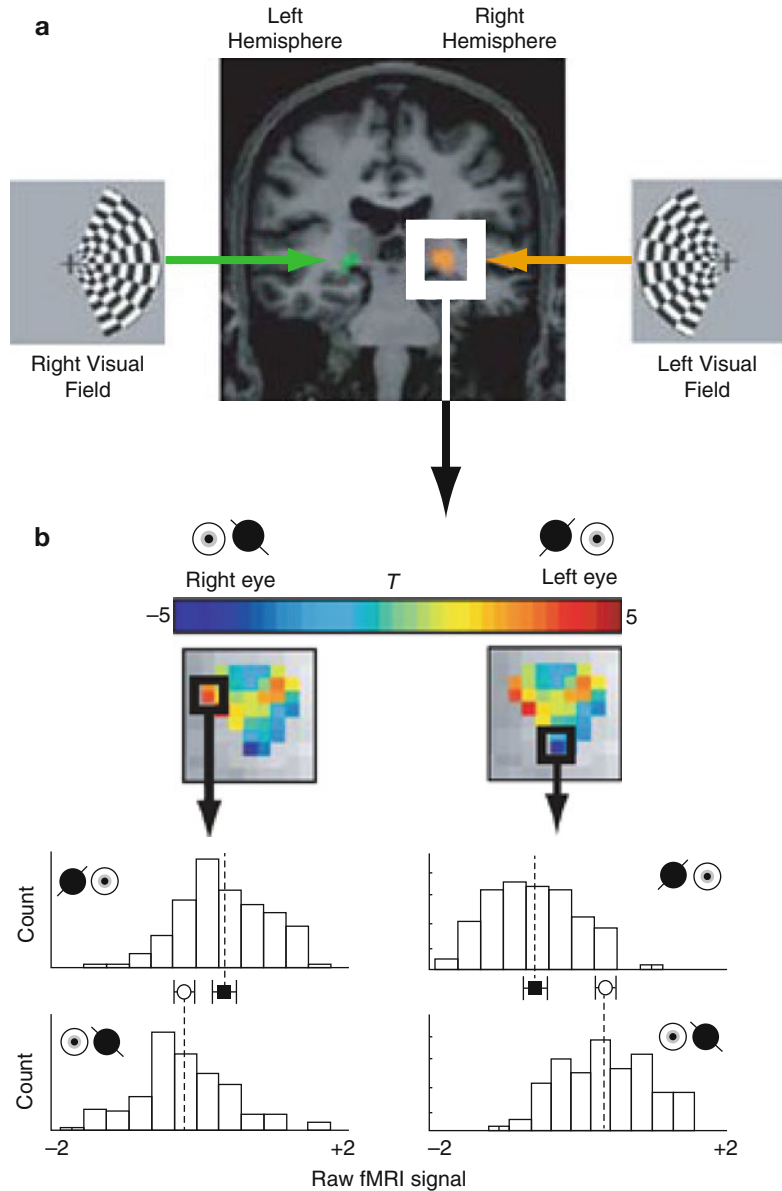 a
Left
Hemisphere
Right
Hemisphere
Right Visual
Field
Left Visual
Field
b
Right eye
T
Left eye
–5
5
Count
Count
–2
+2
–2
+2
Raw fMRI signal